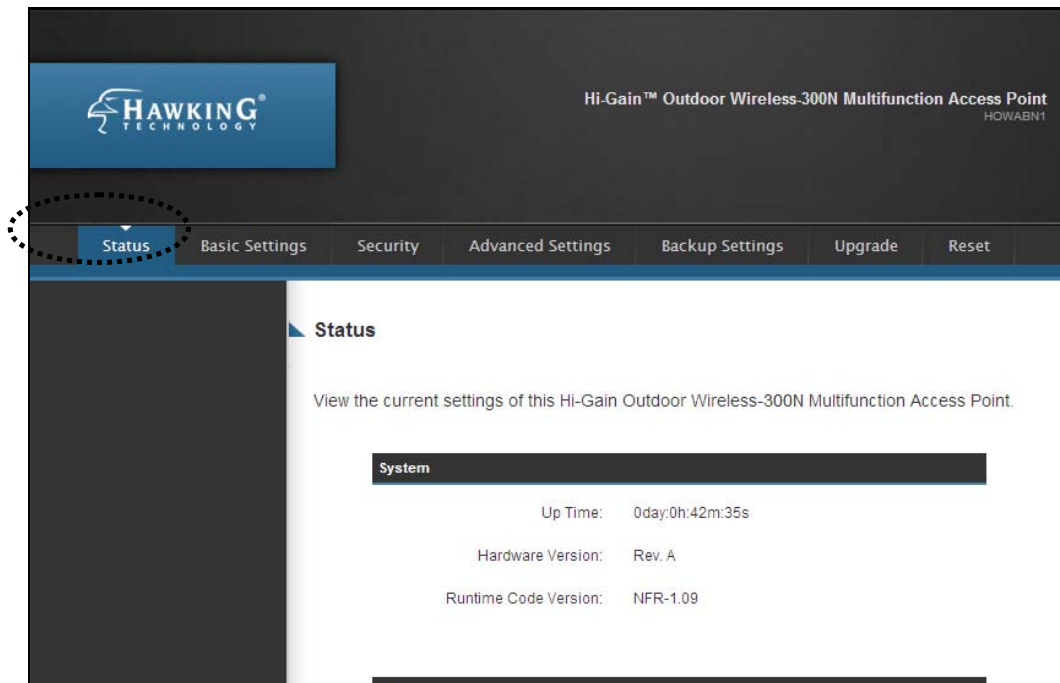 HAWKING®
TECHNOLOGY
Hi-Gain™ Outdoor Wireless-300N Multifunction Access Point
HOWABN1
Status Basic Settings Security Advanced Settings Backup Settings Upgrade Reset
Status
View the current settings of this Hi-Gain Outdoor Wireless-300N Multifunction Access Point.
System
Up Time: 0day:0h:42m:35s
Hardware Version: Rev. A
Runtime Code Version: NFR-1.09